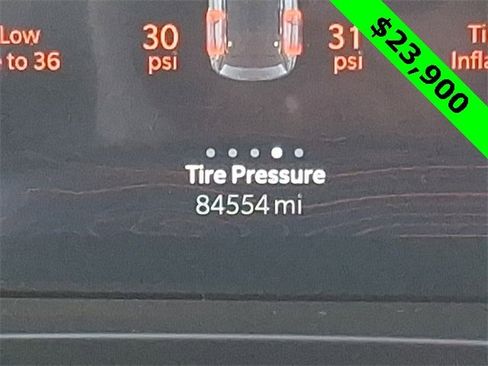 Low
to 36
30
psi
31
psi
Ti
Infla
$23,900
Tire Pressure
84554 mi